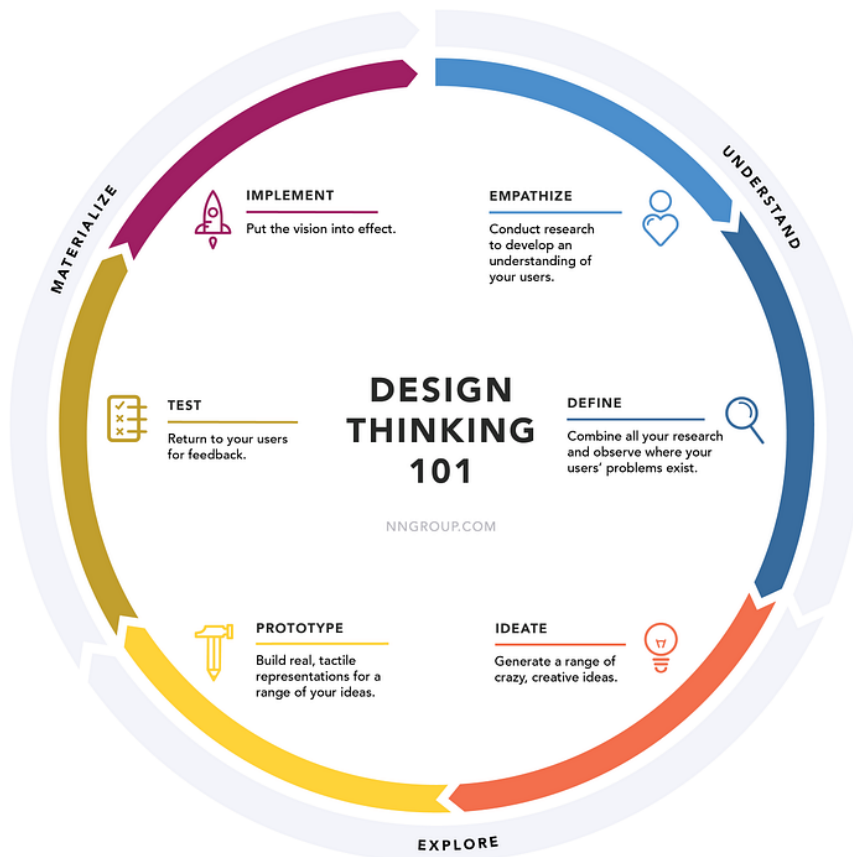 UNDERSTAND
EMPATHIZE
Conduct research
to develop an
understanding of
your users.
DEFINE
Combine all your research
and observe where your
users' problems exist.
IDEATE
Generate a range of
crazy, creative ideas.
EXPLORE
PROTOTYPE
Build real, tactile
representations for a
range of your ideas.
TEST
Return to your users
for feedback.
MATERIALIZE
IMPLEMENT
Put the vision into effect.
DESIGN
THINKING
101
NNGROUP.COM